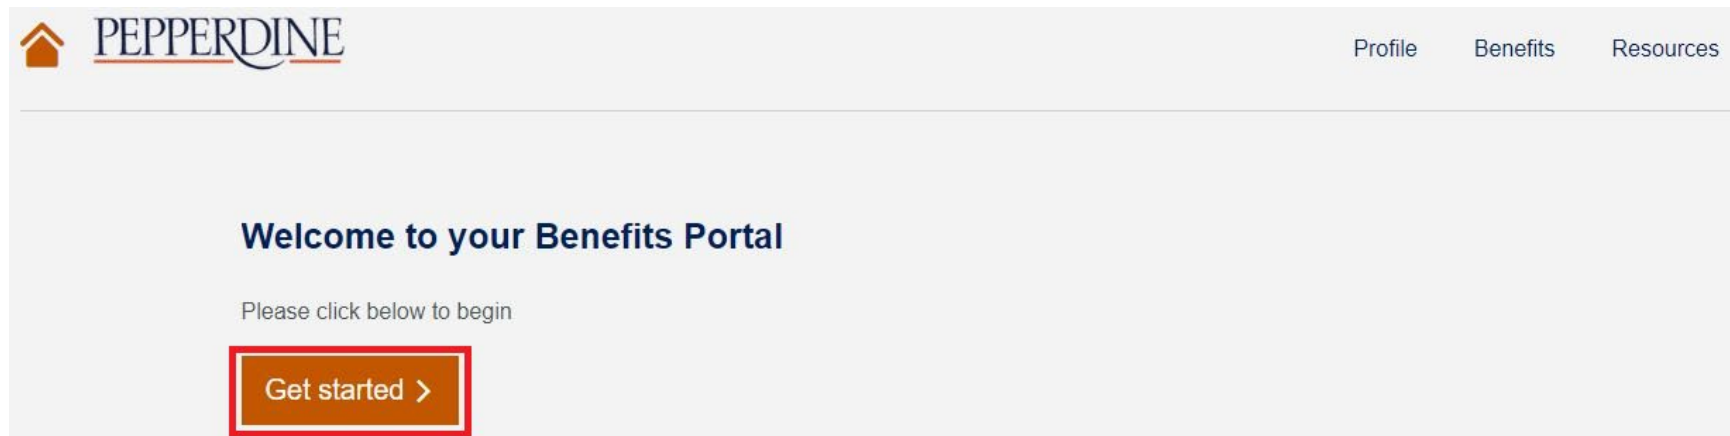 PEPPERDINE
Profile Benefits Resources
Welcome to your Benefits Portal
Please click below to begin
Get started >